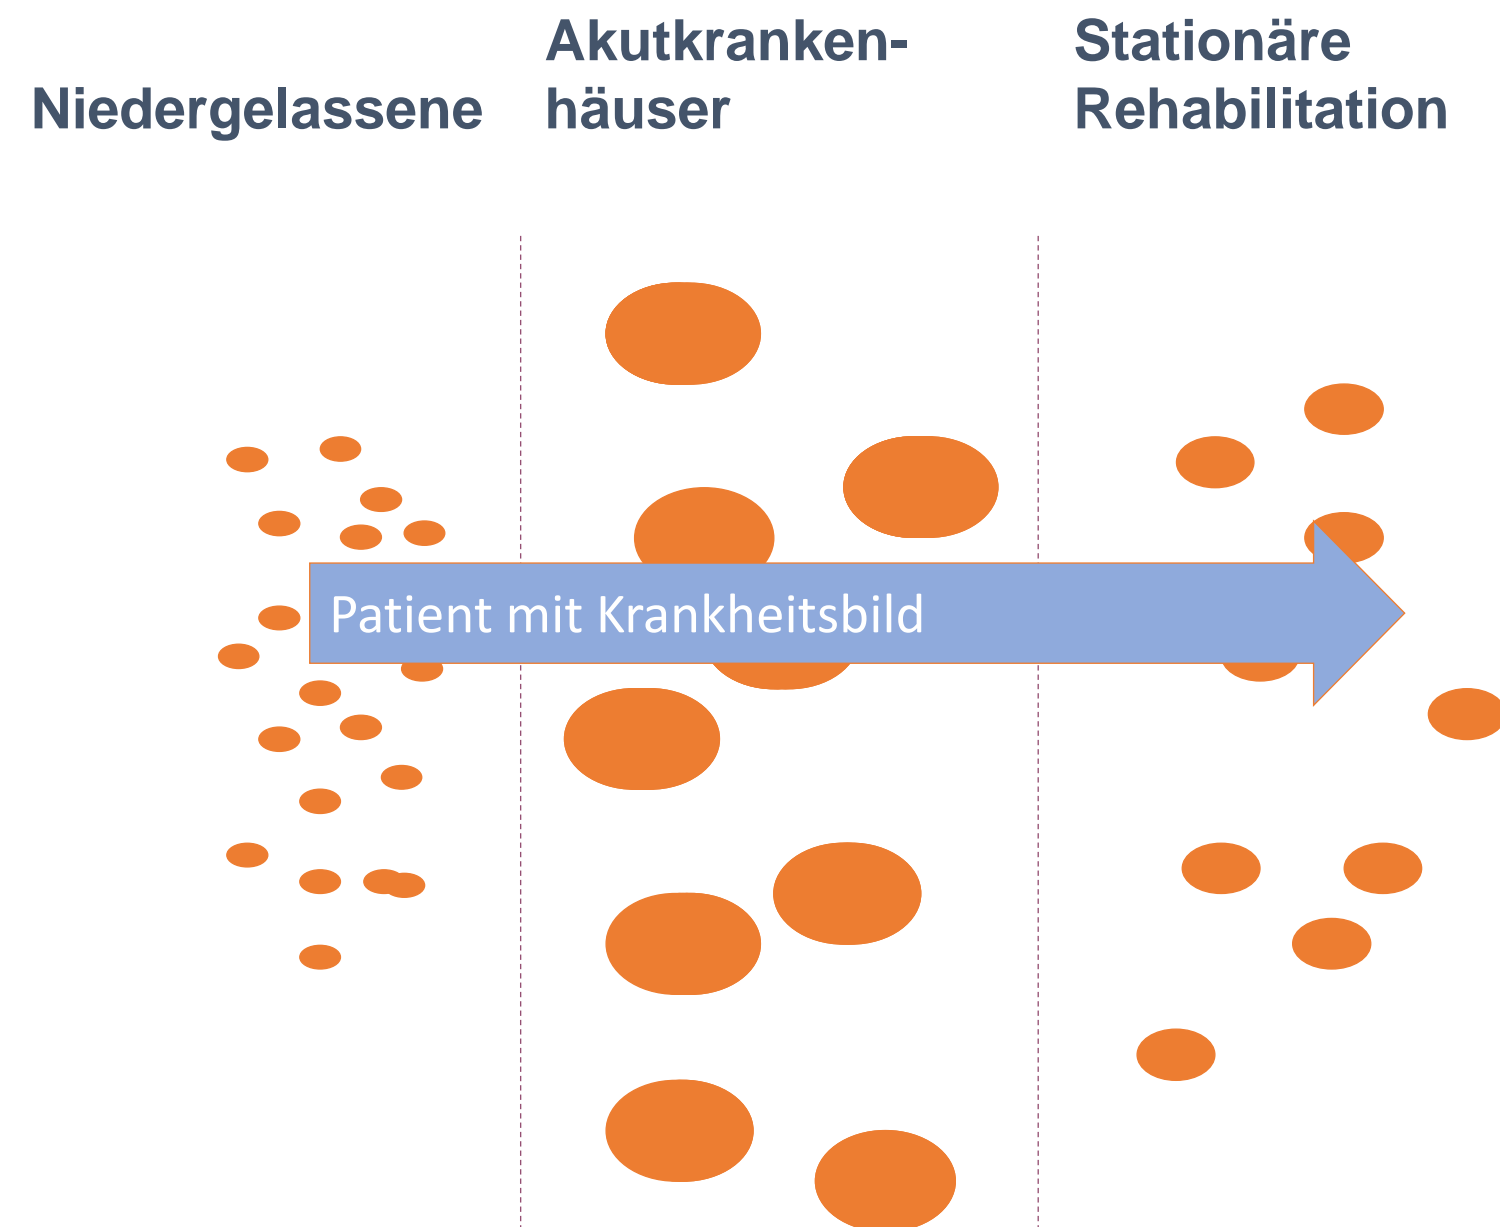 Niedergelassene
Akutkranken-
häuser
Stationäre
Rehabilitation
Patient mit Krankheitsbild